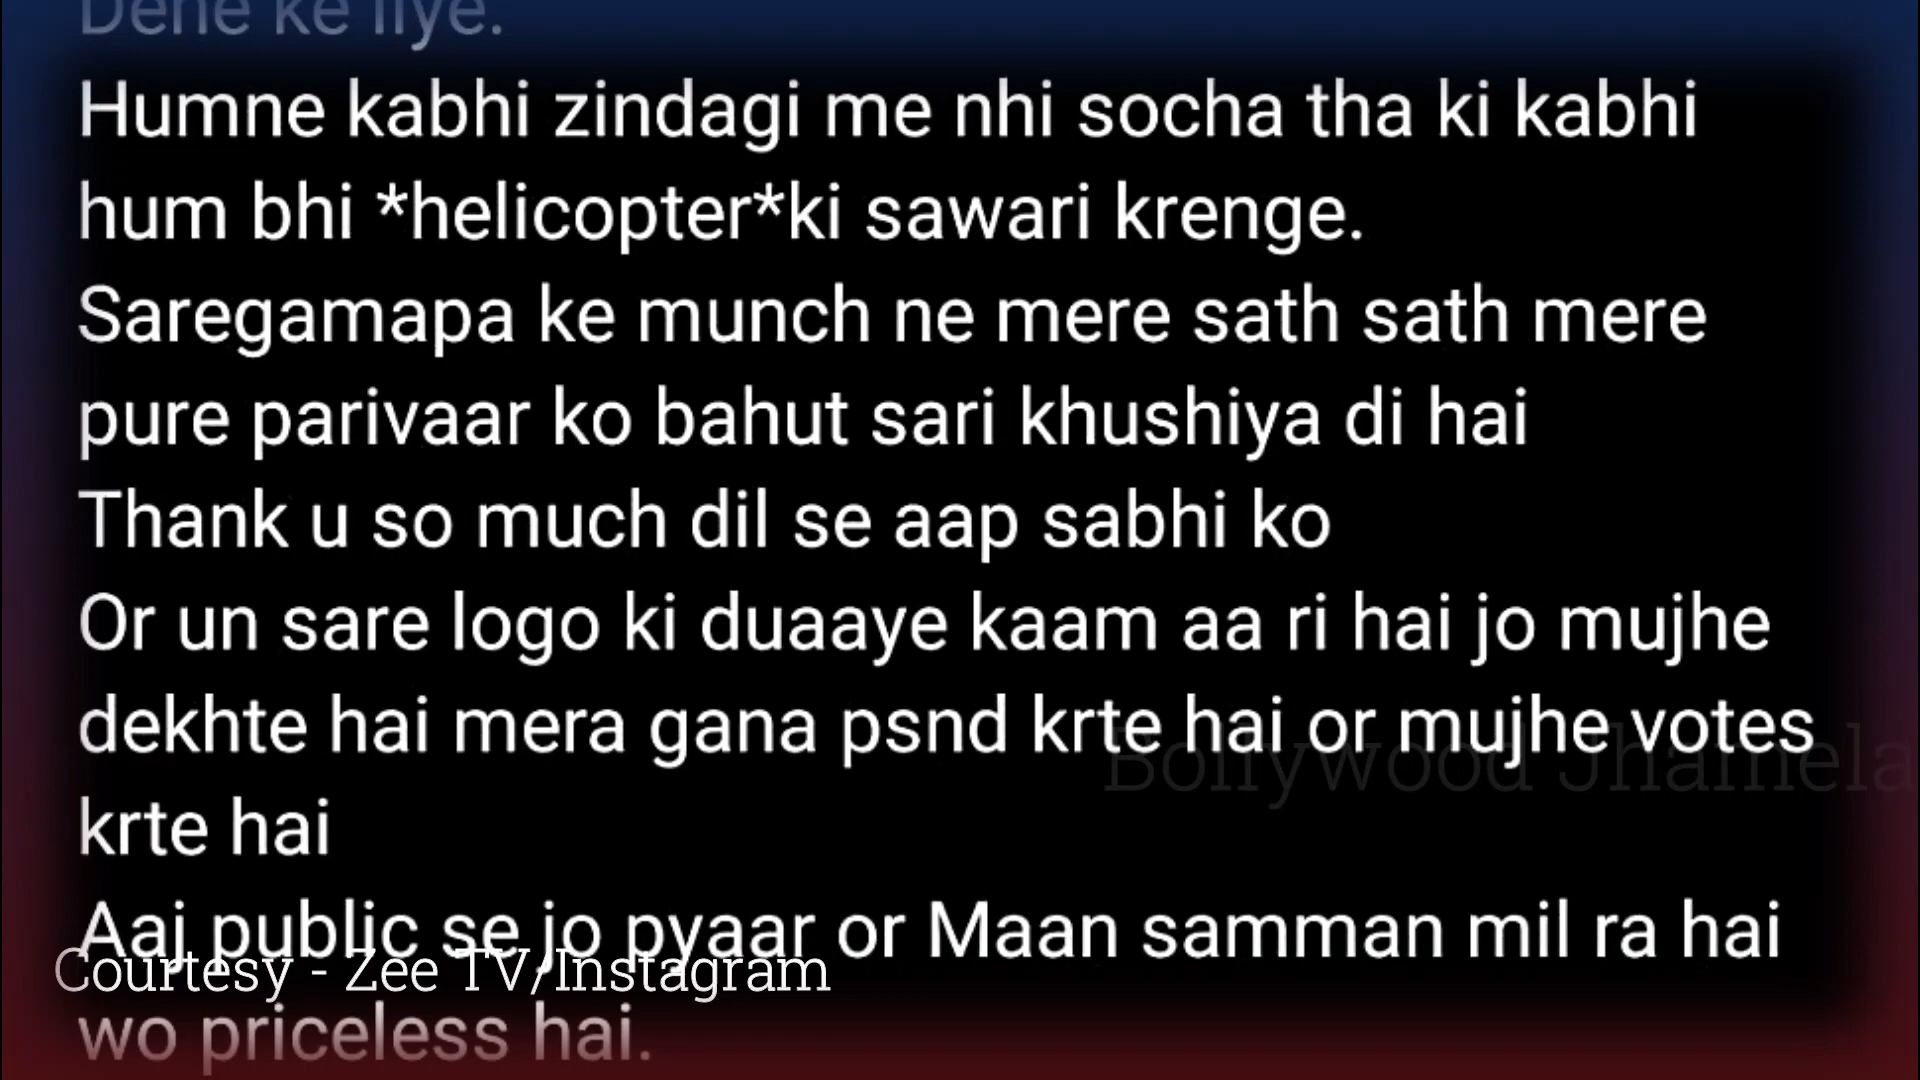 Dene ke liye.
Humne kabhi zindagi me nhi socha tha ki kabhi
hum bhi *helicopter*ki sawari krenge.
Saregamapa ke munch ne mere sath sath mere
pure parivaar ko bahut sari khushiya di hai
Thank u so much dil se aap sabhi ko
Or un sare logo ki duaaye kaam aa ri hai jo mujhe
dekhte hai mera gana psnd krte hai or mujhe votes
Bollywood Jhamela
krte hai
Aaj public se jo pyaar or Maan samman mil ra hai
Courtesy - Zee TV/Instagram
wo priceless hai.